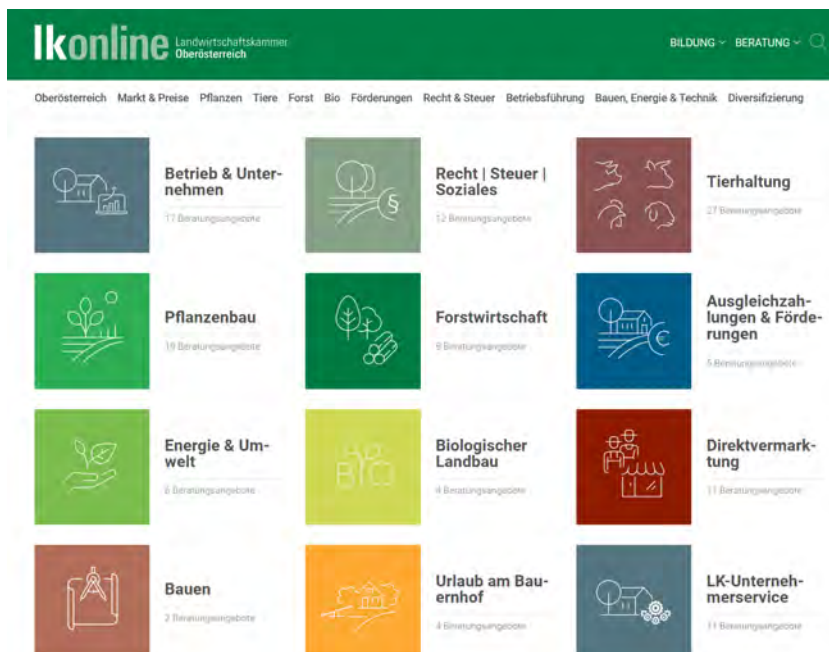 lkonline Landwirtschaftskammer
Oberösterreich
BILDUNG BERATUNG
Oberösterreich Markt & Preise Pflanzen Tiere Forst Bio Förderungen Recht & Steuer Betriebsführung Bauen, Energie & Technik Diversifizierung
Betrieb & Unter-
nehmen
17 Beratungsangebote
Recht | Steuer |
Soziales
12 Beratungsangebote
Tierhaltung
27 Beratungsangebote
Pflanzenbau
19 Beratungsangebote
Forstwirtschaft
Beratungsangebote
Ausgleichzah-
lungen & Förde-
rungen
5 Beratungsangebote
Energie & Um-
welt
Beratungsangebote
BIO
Biologischer
Landbau
4 Beratungsangebote
Direktvermark-
tung
11 Beratungsangebote
Bauen
2 Beratungsangebote
Urlaub am Bau-
ernhof
4 Beratungsangebote
LK-Unterneh-
merservice
11 Beratungsangebote